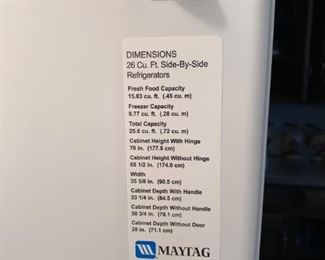 DIMENSIONS
26 Cu. Ft. Side-By-Side
Refrigerators
Fresh Food Capacity
15.83 cu. ft. (.45 cu. m)
Freezer Capacity
9.77 cu. ft. (.28 cu. m)
Total Capacity
25.6 cu. ft. (.72 cu. m)
Cabinet Height With Hinge
70 in. (177.8 cm)
Cabinet Height Without Hinge
68 1/2 in. (174.0 cm)
Width
35 5/8 in. (90.5 cm)
Cabinet Depth With Handle
33 1/4 in. (84.5 cm)
Cabinet Depth Without Handle
30 3/4 in. (78.1 cm)
Cabinet Depth Without Door
28 in. (71.1 cm)
MAYTAG